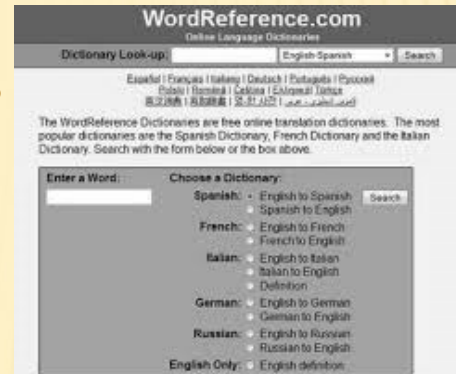 WordReference.com
Online Language Dictionaries
Dictionary Look-up: English-Spanish Search
Español | Français | Italiano | Deutsch | Português | Русский
Polski | Română | Čeština | Ελληνικά Türkçe
The WordReference Dictionaries are free online translation dictionaries. The most
popular dictionaries are the Spanish Dictionary, French Dictionary and the Italian
Dictionary. Search with the form below or the box above.
Enter a Word: Choose a Dictionary:
Spanish: English to Spanish Search
Spanish to English
French: English to French
French to English
Italian: English to Italian
Italian to English
Definition
German: English to German
German to English
Russian: English to Russian
Russian to English
English Only: English definition